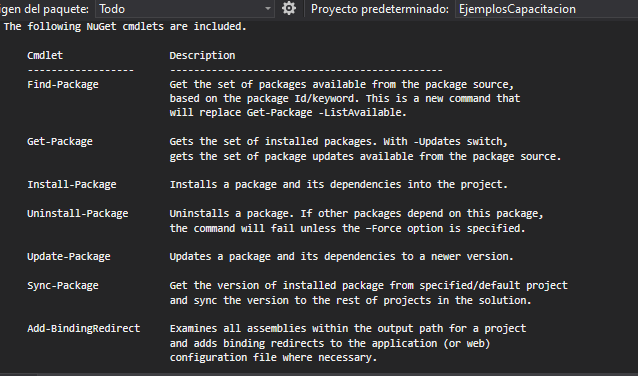 igen del paquete: Todo Proyecto predeterminado: EjemplosCapacitacion
The following NuGet cmdlets are included.
Cmdlet Description
------------------ ----------------------------------------------
Find-Package Get the set of packages available from the package source,
based on the package Id/keyword. This is a new command that
will replace Get-Package -ListAvailable.
Get-Package Gets the set of installed packages. With -Updates switch,
gets the set of package updates available from the package source.
Install-Package Installs a package and its dependencies into the project.
Uninstall-Package Uninstalls a package. If other packages depend on this package,
the command will fail unless the –Force option is specified.
Update-Package Updates a package and its dependencies to a newer version.
Sync-Package Get the version of installed package from specified/default project
and sync the version to the rest of projects in the solution.
Add-BindingRedirect Examines all assemblies within the output path for a project
and adds binding redirects to the application (or web)
configuration file where necessary.